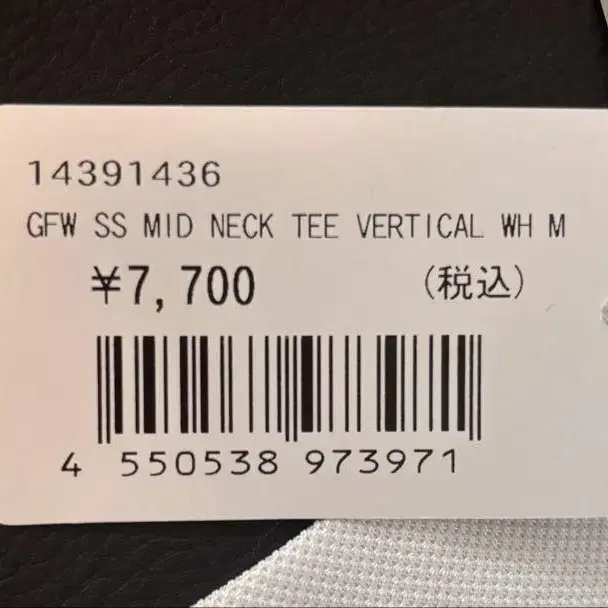 14391436
GFW SS MID NECK TEE VERTICAL WH M
¥7,700 (税込)
4 550538 973971